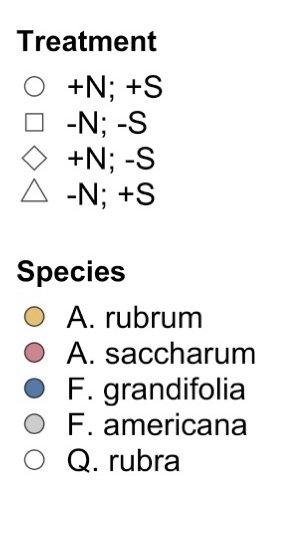 Treatment
+N; +S
-N; -S
+N; -S
-N; +S
Species
A. rubrum
A. saccharum
F. grandifolia
F. americana
Q. rubra